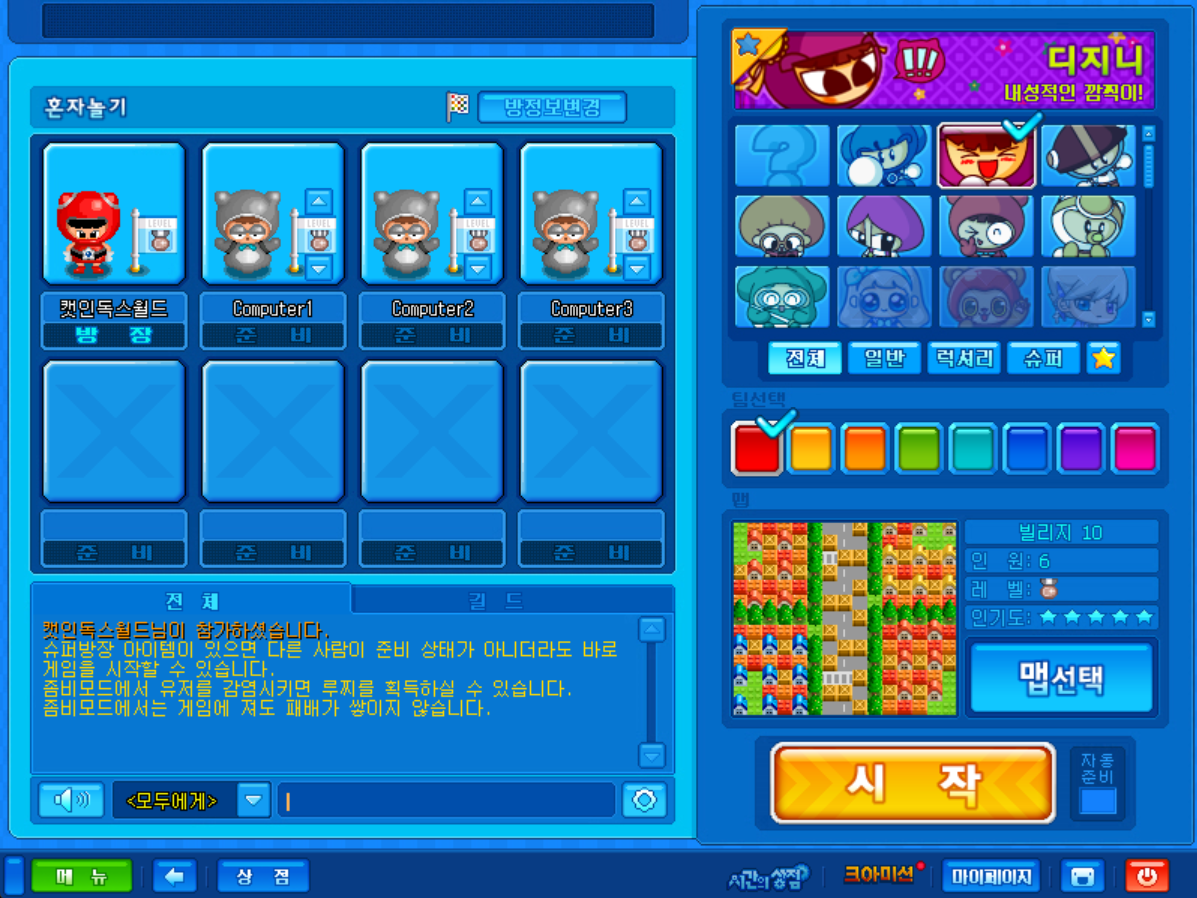 혼자놀기
방정보변경
LEVEL
LEVEL
LEVEL
LEVEL
캣인독스월드
Computer1
Computer2
Computer3
방 장
준 비
준 비
준 비
준 비
준 비
준 비
준 비
전 체
길 드
캣인독스월드님이 참가하셨습니다.
슈퍼방장 아이템이 있으면 다른 사람이 준비 상태가 아니더라도 바로
게임을 시작할 수 있습니다.
좀비모드에서 유저를 감염시키면 루찌를 획득하실 수 있습니다.
좀비모드에서는 게임에 져도 패배가 쌓이지 않습니다.
<모두에게>
!!!
디지니
내성적인 깜찍이!
?
전체
일반
럭셔리
슈퍼
팀선택
맵
빌리지 10
인 원: 6
레 벨:
인기도: ★★★★★
맵선택
시 작
자동
준비
메 뉴
상 점
시간의 상점
크아미션
마이페이지